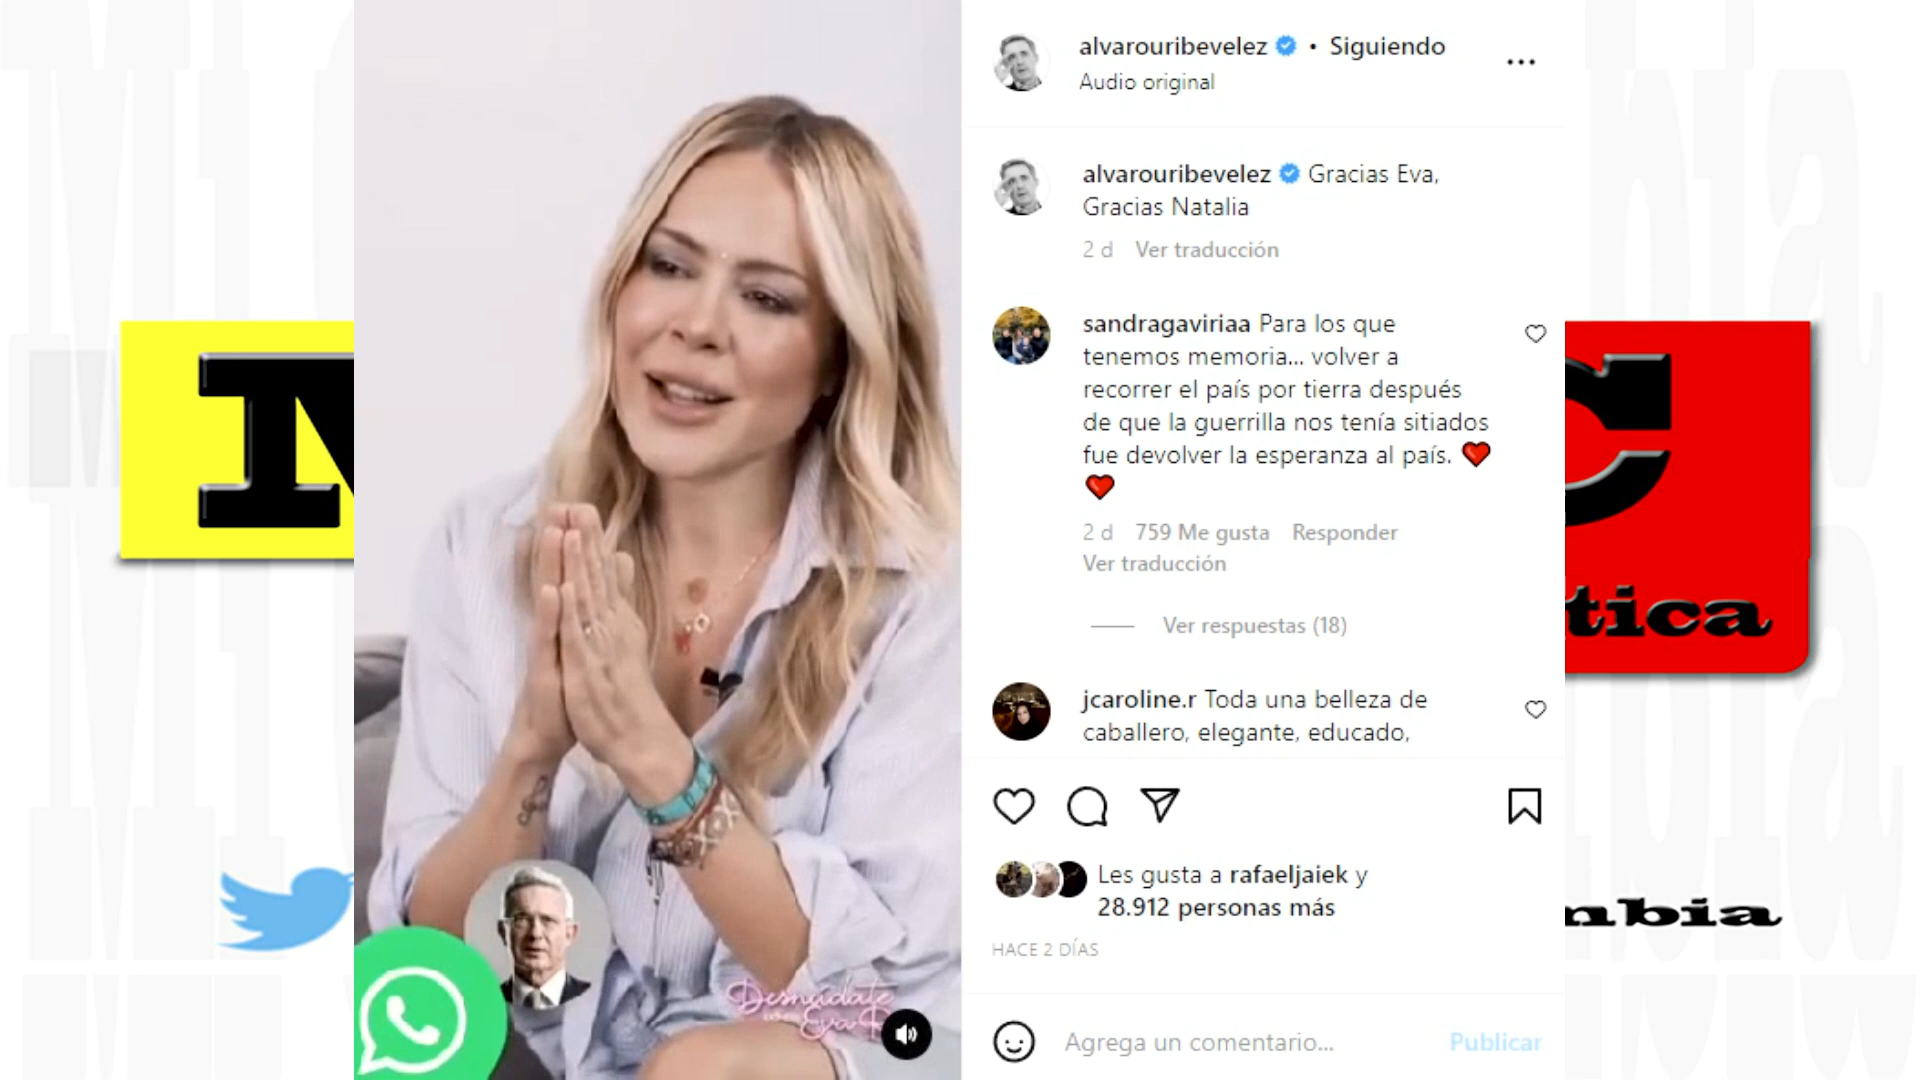 alvarouribevelez • Siguiendo
Audio original
alvarouribevelez Gracias Eva,
Gracias Natalia
2 d Ver traducción
sandragaviriaa Para los que
tenemos memoria... volver a
recorrer el país por tierra después
de que la guerrilla nos tenía sitiados
fue devolver la esperanza al país. ❤️
❤️
2 d 759 Me gusta Responder
Ver traducción
Ver respuestas (18)
jcaroline.r Toda una belleza de
caballero, elegante, educado,
Les gusta a rafaeljaiek y
28.912 personas más
HACE 2 DÍAS
Agrega un comentario... Publicar
Desnúdate
Eva
C
tica
mbia